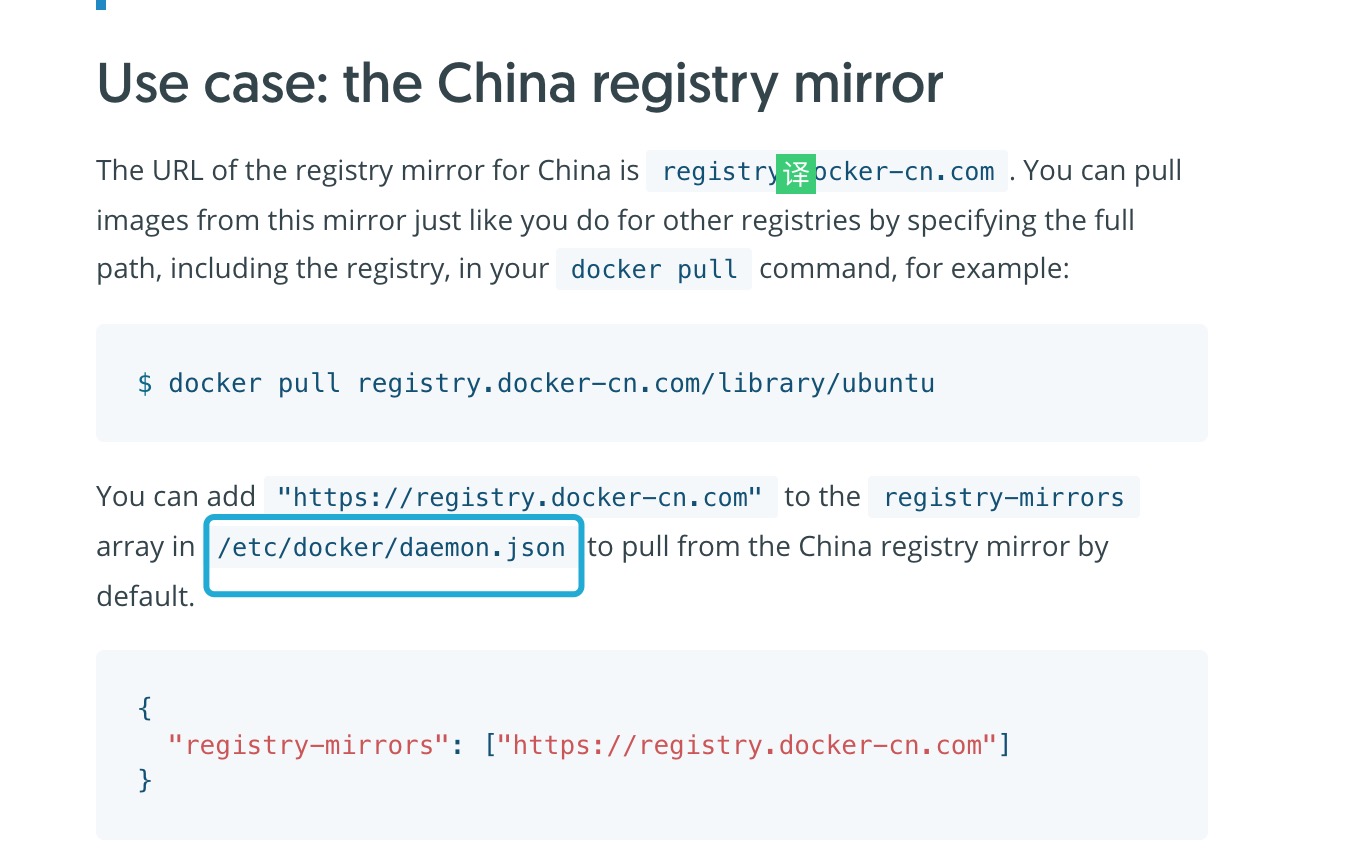 Use case: the China registry mirror
The URL of the registry mirror for China is registry译ocker-cn.com . You can pull
images from this mirror just like you do for other registries by specifying the full
path, including the registry, in your docker pull command, for example:
$ docker pull registry.docker-cn.com/library/ubuntu
You can add "https://registry.docker-cn.com" to the registry-mirrors
array in /etc/docker/daemon.json to pull from the China registry mirror by
default.
{
"registry-mirrors": ["https://registry.docker-cn.com"]
}